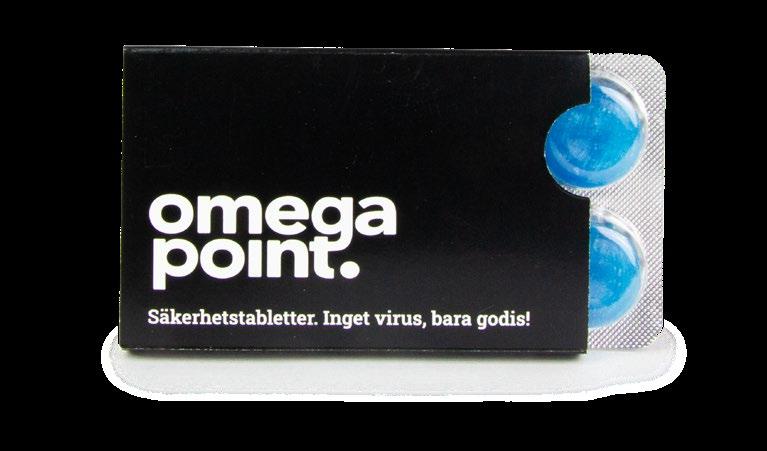 omega
point.
Säkerhetstabletter. Inget virus, bara godis!